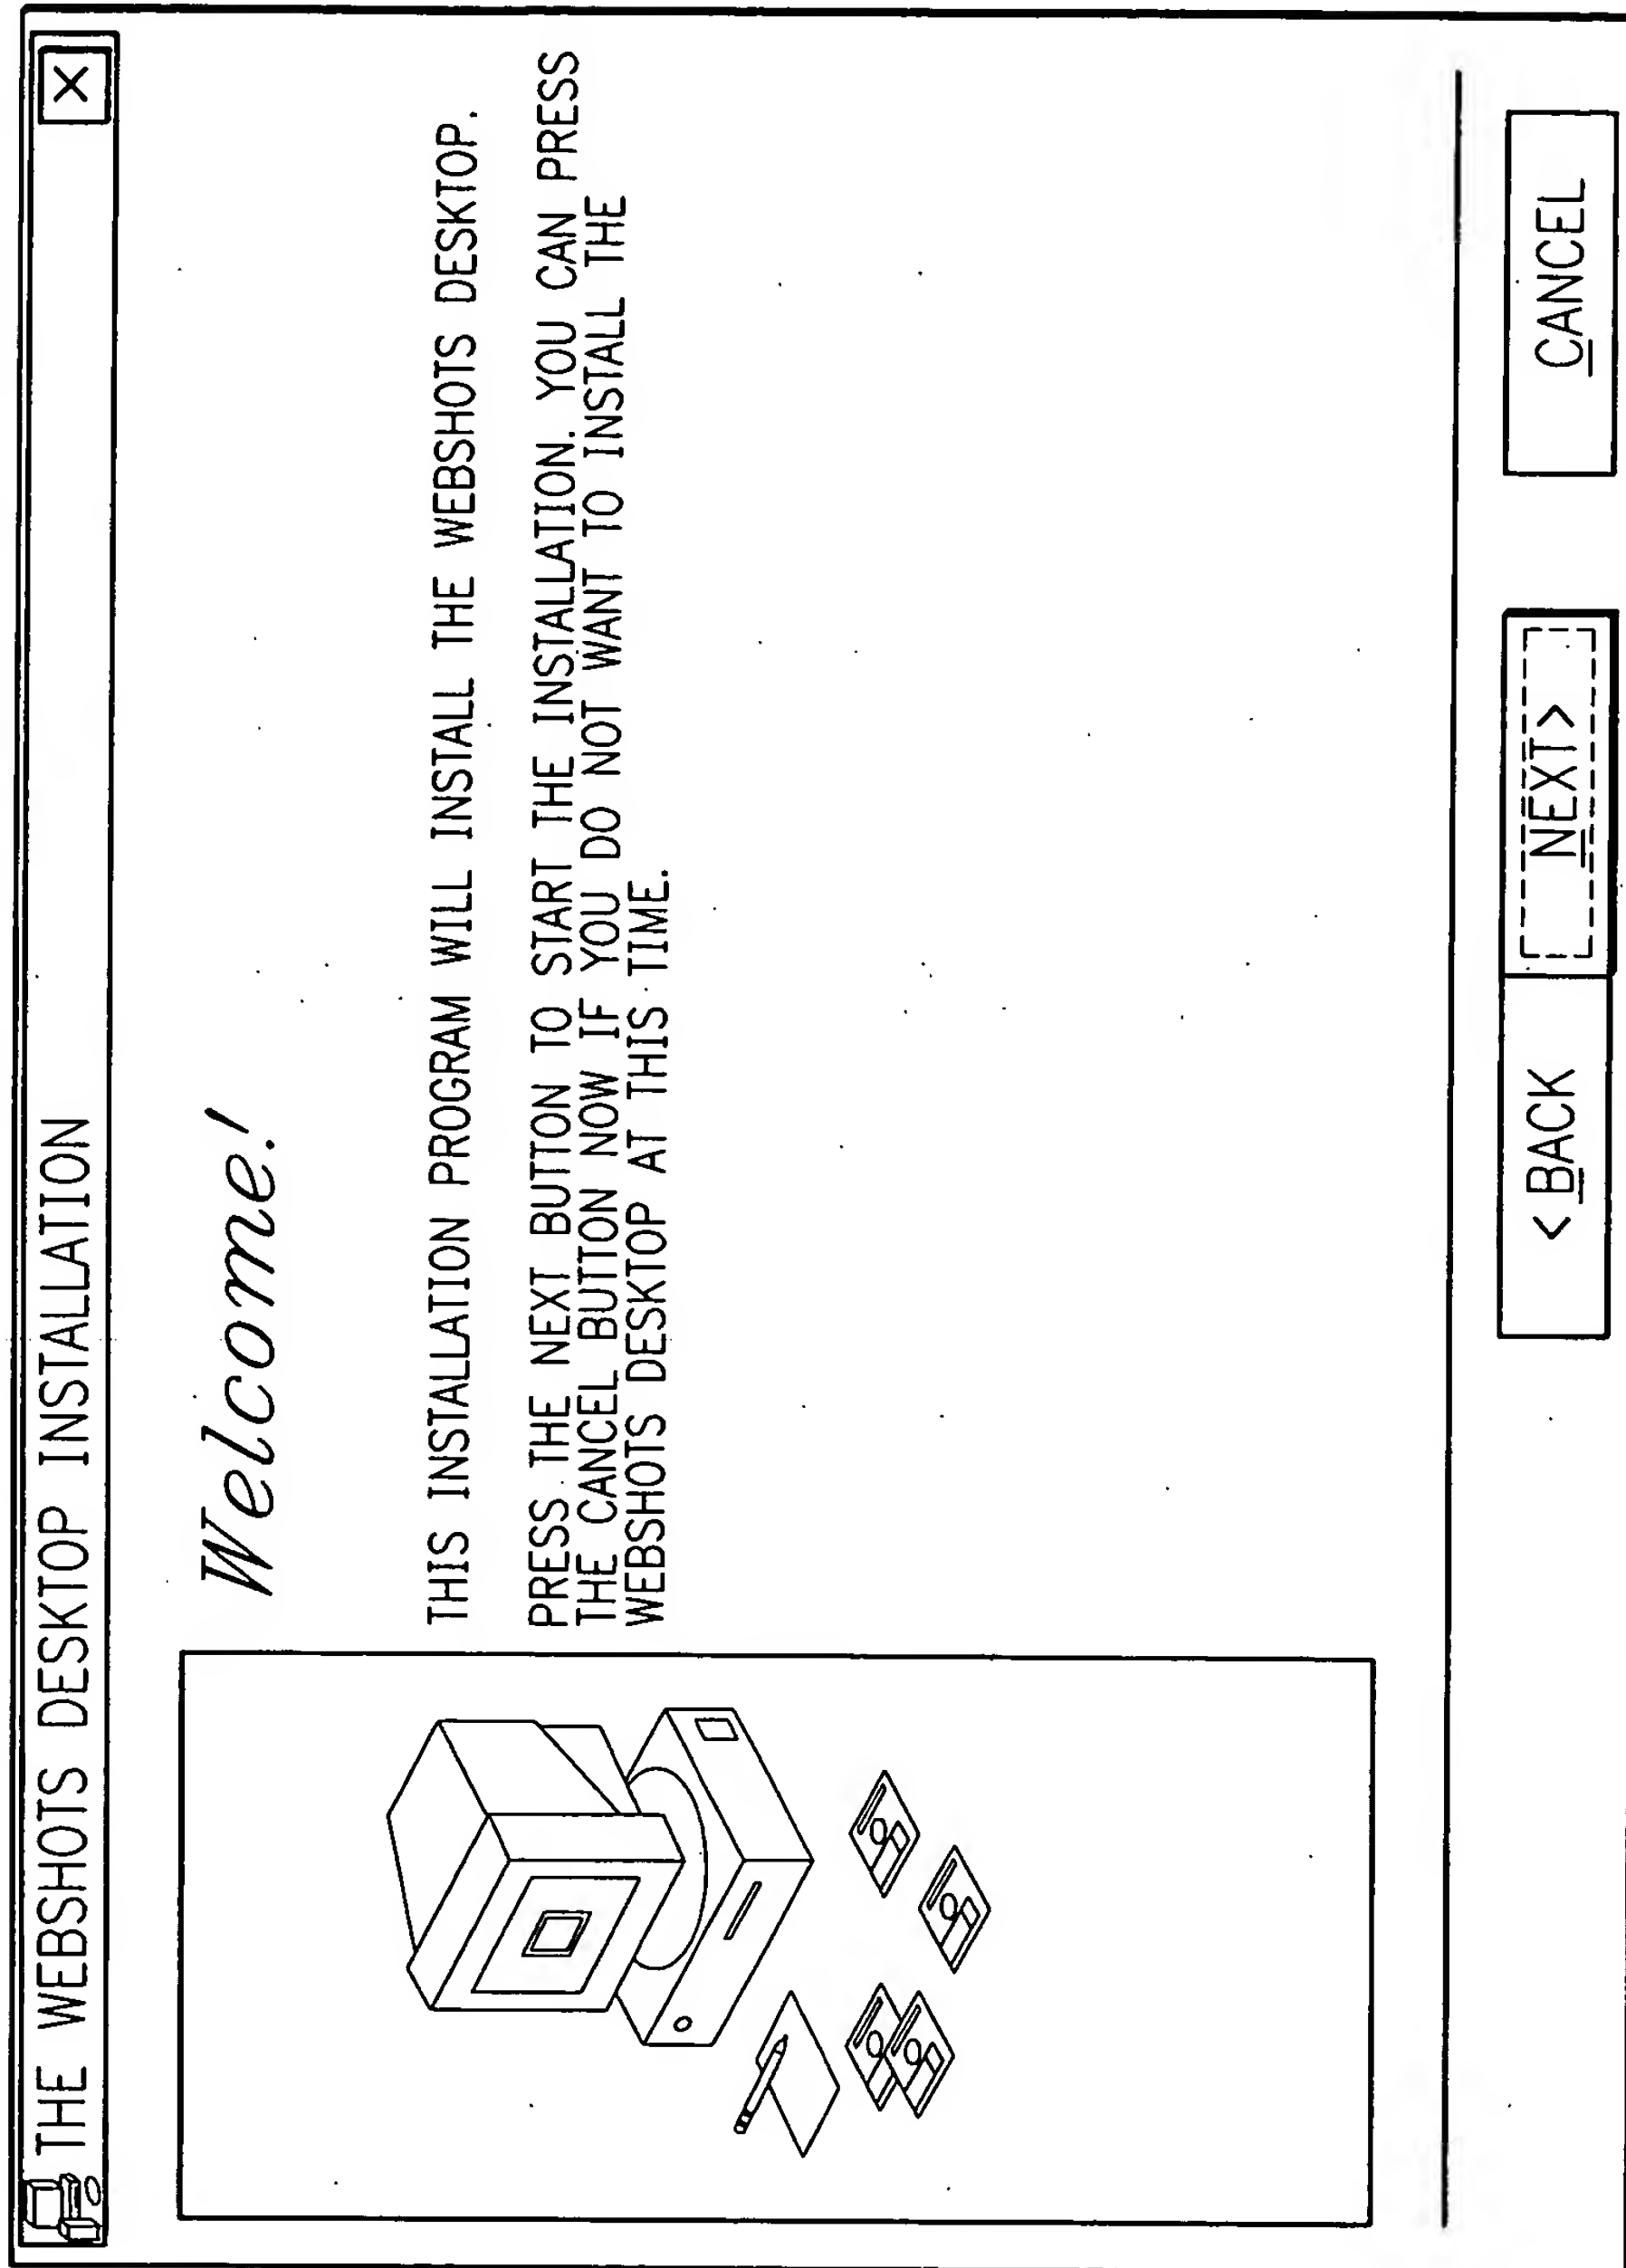 THE WEBSHOTS DESKTOP INSTALLATION
X
Welcome!
THIS INSTALLATION PROGRAM WILL INSTALL THE WEBSHOTS DESKTOP.
PRESS THE NEXT BUTTON TO START THE INSTALLATION. YOU CAN PRESS
THE CANCEL BUTTON NOW IF YOU DO NOT WANT TO INSTALL THE
WEBSHOTS DESKTOP AT THIS TIME.
< BACK
NEXT>
CANCEL